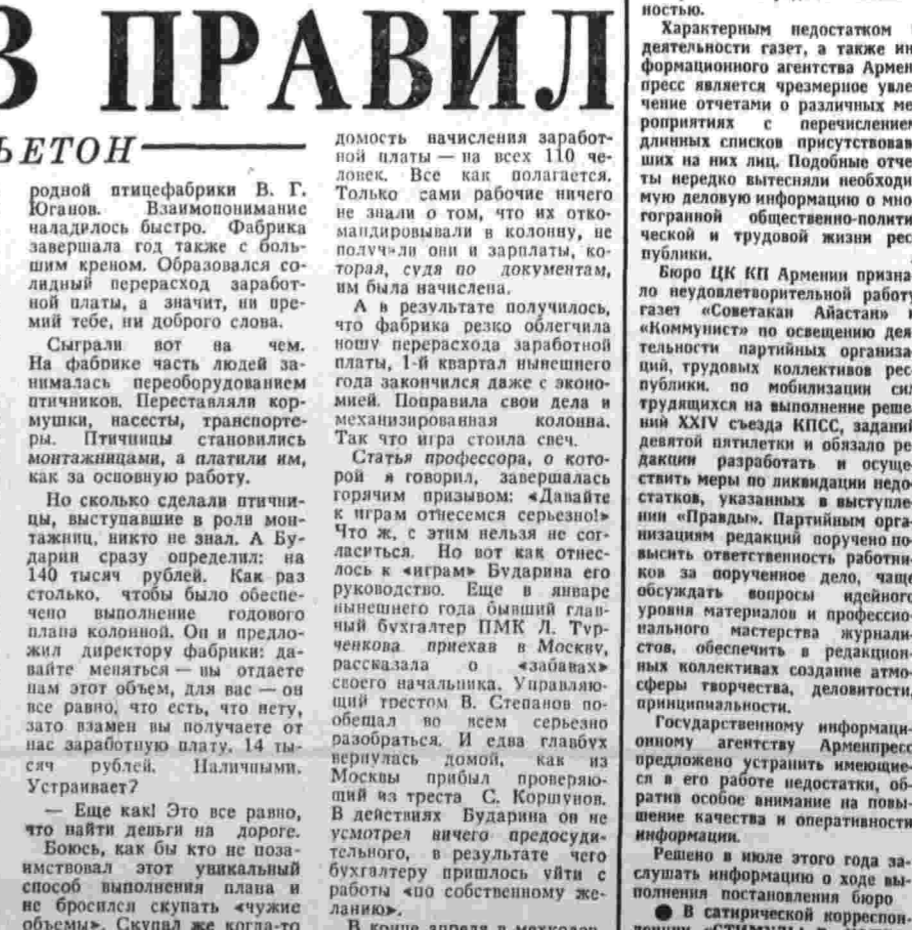 З ПРАВИЛ
ЬЕТОН
родной птицефабрики В. Г.
Юганов. Взаимопонимание
наладилось быстро. Фабрика
завершала год также с боль-
шим креном. Образовался со-
лидный перерасход заработ-
ной платы, а значит, ни пре-
мий тебе, ни доброго слова.
Сыграли вот на чем.
На фабрике часть людей за-
нималась переоборудованием
птичников. Переставляли кор-
мушки, насесты, транспорте-
ры. Птичницы становились
монтажницами, а платили им,
как за основную работу.
Но сколько сделали птични-
цы, выступавшие в роли мон-
тажниц, никто не знал. А Бу-
дарин сразу определил: на
140 тысяч рублей. Как раз
столько, чтобы было обеспе-
чено выполнение годового
плана колонной. Он и предло-
жил директору фабрики: да-
вайте меняться — вы отдаете
нам этот объем, для вас — он
все равно, что есть, что нету,
зато взамен вы получаете от
нас заработную плату. 14 ты-
сяч рублей. Наличными.
Устраивает?
— Еще как! Это все равно,
что найти деньги на дороге.
Боюсь, как бы кто не поза-
имствовал этот уникальный
способ выполнения плана и
не бросился скупать «чужие
объемы». Скупал же когда-то
домость начисления заработ-
ной платы — на всех 110 че-
ловек. Все как полагается.
Только сами рабочие ничего
не знали о том, что их отко-
мандировывали в колонну, не
получали они и зарплаты, ко-
торая, судя по документам,
им была начислена.
А в результате получилось,
что фабрика резко облегчила
ношу перерасхода заработной
платы, 1-й квартал нынешнего
года закончился даже с эконо-
мией. Поправила свои дела и
механизированная колонна.
Так что игра стоила свеч.
Статья профессора, о кото-
рой я говорил, завершалась
горячим призывом: «Давайте
к играм отнесемся серьезно!»
Что ж, с этим нельзя не сог-
ласиться. Но вот как отнес-
лось к «играм» Бударина его
руководство. Еще в январе
нынешнего года бывший глав-
ный бухгалтер ПМК Л. Тур-
ченкова, приехав в Москву,
рассказала о «забавах»
своего начальника. Управляю-
щий трестом В. Степанов по-
обещал во всем серьезно
разобраться. И едва главбух
вернулась домой, как из
Москвы прибыл проверяю-
щий из треста С. Коршунов.
В действиях Бударина он не
усмотрел ничего предосуди-
тельного, в результате чего
бухгалтеру пришлось уйти с
работы «по собственному же-
ланию».
В конце апреля в мехколон-
ностью.
Характерным недостатком
деятельности газет, а также ин
формационного агентства Армен
пресс является чрезмерное увле
чение отчетами о различных ме
роприятиях с перечислением
длинных списков присутствовав
ших на них лиц. Подобные отче
ты нередко вытесняли необходи
мую деловую информацию о мно
гогранной общественно-полити
ческой и трудовой жизни рес
публики.
Бюро ЦК КП Армении призна
ло неудовлетворительной работу
газет «Советакан Айастан» и
«Коммунист» по освещению дея
тельности партийных организа
ций, трудовых коллективов рес
публики, по мобилизации сил
трудящихся на выполнение реше
ний XXIV съезда КПСС, заданий
девятой пятилетки и обязало ре
дакции разработать и осуще
ствить меры по ликвидации недо
статков, указанных в выступле
нии «Правды». Партийным орга
низациям редакций поручено по-
высить ответственность работни-
ков за порученное дело, чаще
обсуждать вопросы идейного
уровня материалов и профессио
нального мастерства журнали-
стов, обеспечить в редакцион-
ных коллективах создание атмо-
сферы творчества, деловитости,
принципиальности.
Государственному информаци-
онному агентству Арменпресс
предложено устранить имеющие-
ся в его работе недостатки, об-
ратив особое внимание на повы-
шение качества и оперативности
информации.
Решено в июле этого года за-
слушать информацию о ходе вы-
полнения постановления бюро
● В сатирической корреспон-